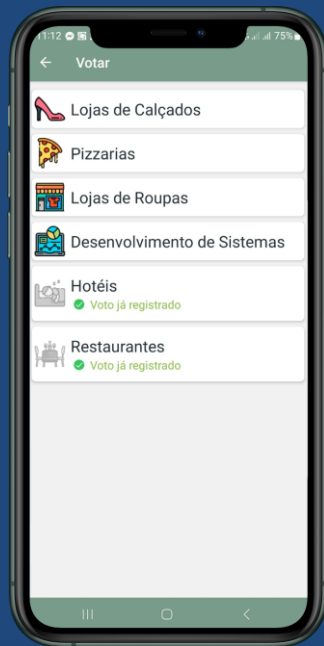 11:12
75%
Votar
Lojas de Calçados
Pizzarias
Lojas de Roupas
Desenvolvimento de Sistemas
Hotéis
Voto já registrado
Restaurantes
Voto já registrado